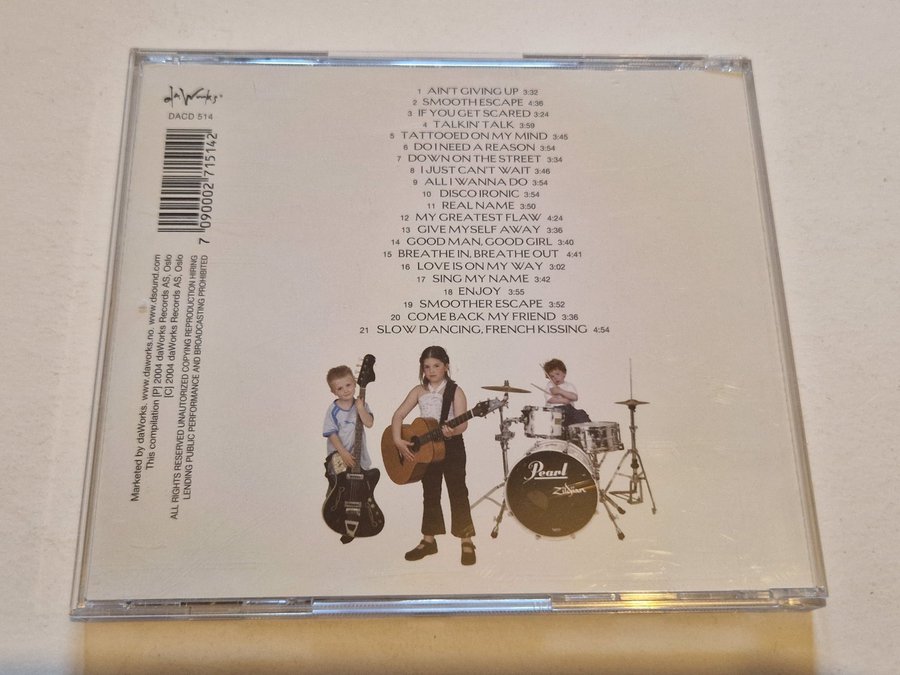 daWorks
DACD 514
7 090002 715142
Marketed by daWorks. www.daworks.no www.dsound.com
This compilation [P] 2004 daWorks Records AS, Oslo
[C] 2004 daWorks Records AS, Oslo
ALL RIGHTS RESERVED UNAUTORIZED COPYING REPRODUCTION HIRING
LENDING PUBLIC PERFORMANCE AND BROADCASTING PROHIBITED
1 AIN'T GIVING UP 3:32
2 SMOOTH ESCAPE 4:36
3 IF YOU GET SCARED 3:24
4 TALKIN' TALK 3:59
5 TATTOOED ON MY MIND 3:45
6 DO I NEED A REASON 3:54
7 DOWN ON THE STREET 3:34
8 I JUST CAN'T WAIT 3:46
9 ALL I WANNA DO 3:54
10 DISCO IRONIC 3:54
11 REAL NAME 3:50
12 MY GREATEST FLAW 4:24
13 GIVE MYSELF AWAY 3:36
14 GOOD MAN, GOOD GIRL 3:40
15 BREATHE IN, BREATHE OUT 4:41
16 LOVE IS ON MY WAY 3:02
17 SING MY NAME 3:42
18 ENJOY 3:55
19 SMOOTHER ESCAPE 3:52
20 COME BACK MY FRIEND 3:36
21 SLOW DANCING, FRENCH KISSING 4:54
Pearl
Zildjian